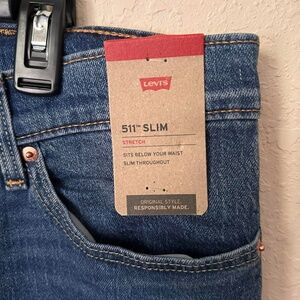 Levi's
511™ SLIM
STRETCH
SITS BELOW YOUR WAIST
SLIM THROUGHOUT
ORIGINAL STYLE.
RESPONSIBLY MADE.